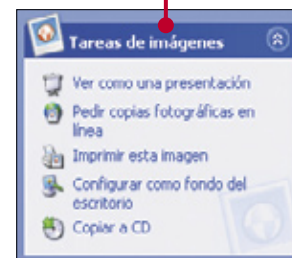 Tareas de imágenes
Ver como una presentación
Pedir copias fotográficas en
línea
Imprimir esta imagen
Configurar como fondo del
escritorio
Copiar a CD